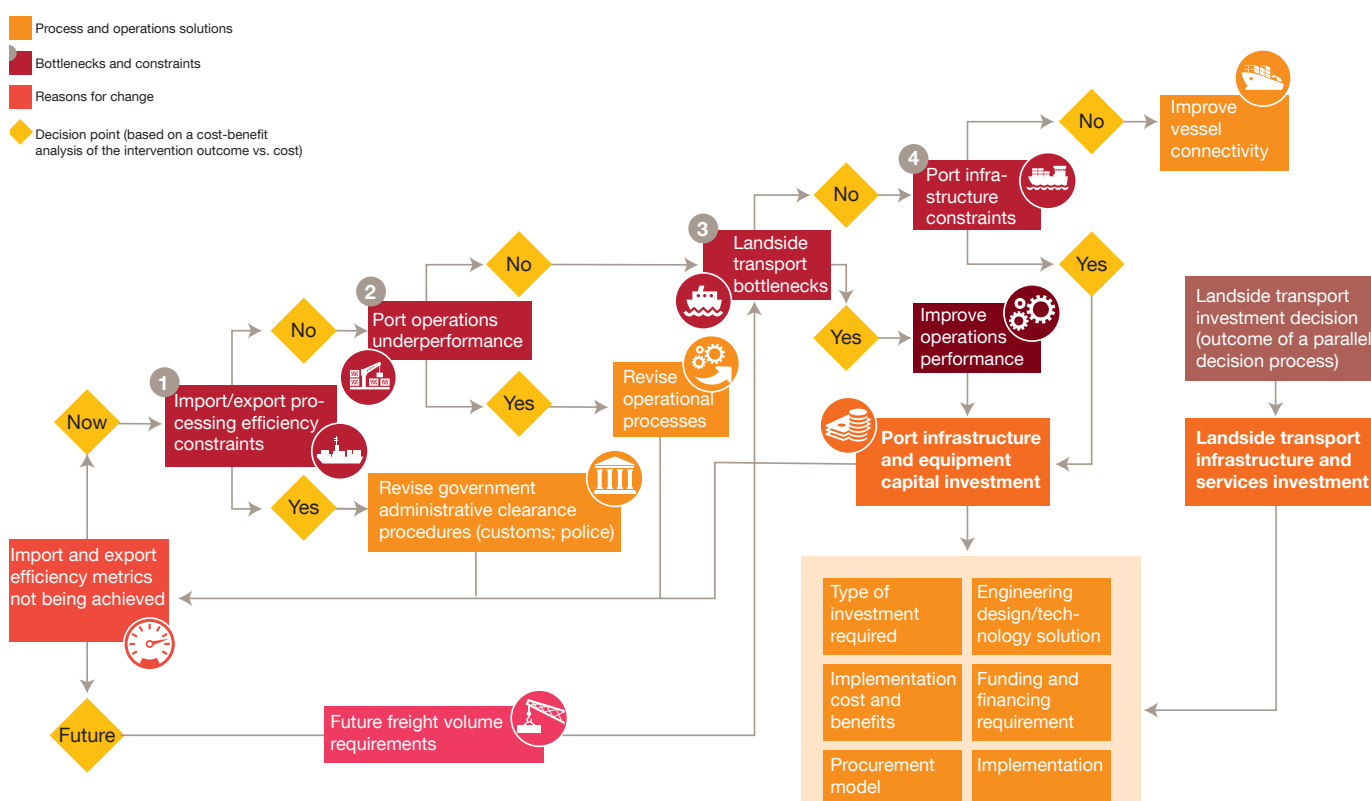 Process and operations solutions
Bottlenecks and constraints
Reasons for change
Decision point (based on a cost-benefit
analysis of the intervention outcome vs. cost)
No
Improve
vessel
connectivity
4
Port infra-
structure
constraints
No
Yes
3
Landside
transport
bottlenecks
No
2
Port operations
underperformance
No
Yes
Improve
operations
performance
Landside transport
investment decision
(outcome of a parallel
decision process)
1
Import/export pro-
cessing efficiency
constraints
Now
Yes
Revise
operational
processes
Port infrastructure
and equipment
capital investment
Landside transport
infrastructure and
services investment
Yes
Revise government
administrative clearance
procedures (customs; police)
Import and export
efficiency metrics
not being achieved
Type of
investment
required
Engineering
design/tech-
nology solution
Implementation
cost and
benefits
Funding and
financing
requirement
Procurement
model
Implementation
Future
Future freight volume
requirements